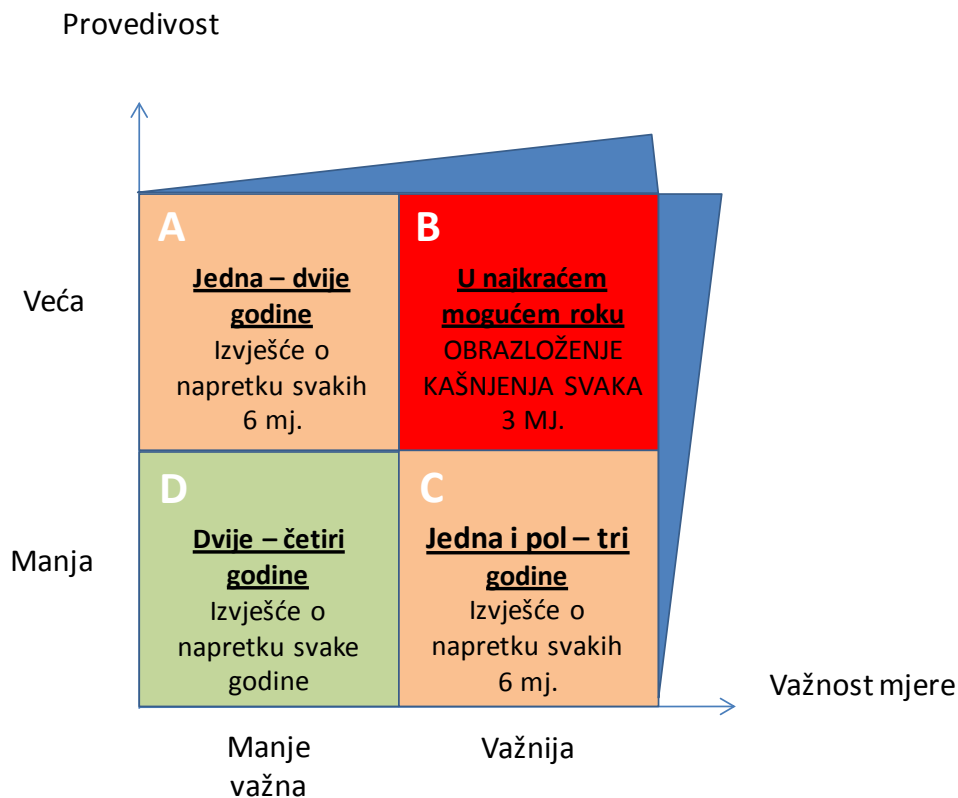 Provedivost
Veća
A
Jedna – dvije
godine
Izvješće o
napretku svakih
6 mj.
B
U najkraćem
mogućem roku
OBRAZLOŽENJE
KAŠNJENJA SVAKA
3 MJ.
Manja
D
Dvije – četiri
godine
Izvješće o
napretku svake
godine
C
Jedna i pol – tri
godine
Izvješće o
napretku svakih
6 mj.
Važnost mjere
Manje
važna
Važnija